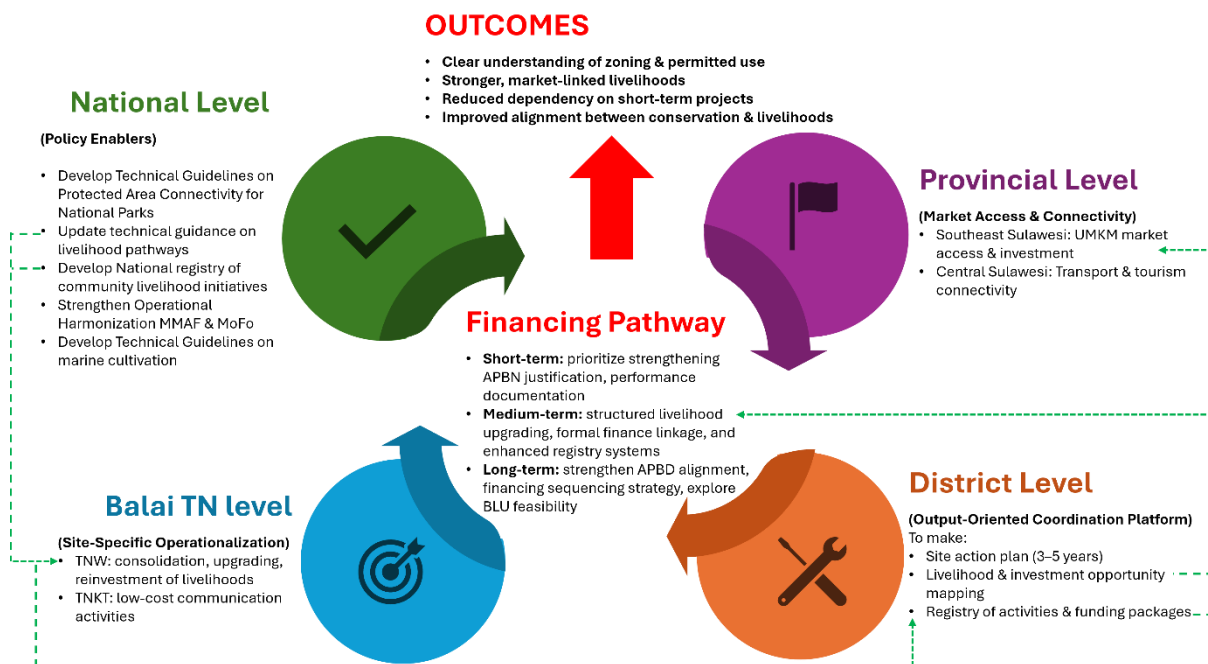 OUTCOMES
• Clear understanding of zoning & permitted use
• Stronger, market-linked livelihoods
• Reduced dependency on short-term projects
• Improved alignment between conservation & livelihoods
National Level
(Policy Enablers)
• Develop Technical Guidelines on
Protected Area Connectivity for
National Parks
• Update technical guidance on
livelihood pathways
• Develop National registry of
community livelihood initiatives
• Strengthen Operational
Harmonization MMAF & MoFo
• Develop Technical Guidelines on
marine cultivation
Provincial Level
(Market Access & Connectivity)
• Southeast Sulawesi: UMKM market
access & investment
• Central Sulawesi: Transport & tourism
connectivity
Financing Pathway
• Short-term: prioritize strengthening
APBN justification, performance
documentation
• Medium-term: structured livelihood
upgrading, formal finance linkage, and
enhanced registry systems
• Long-term: strengthen APBD alignment,
financing sequencing strategy, explore
BLU feasibility
Balai TN level
(Site-Specific Operationalization)
• TNW: consolidation, upgrading,
reinvestment of livelihoods
• TNKT: low-cost communication
activities
District Level
(Output-Oriented Coordination Platform)
To make:
• Site action plan (3–5 years)
• Livelihood & investment opportunity
mapping
• Registry of activities & funding packages